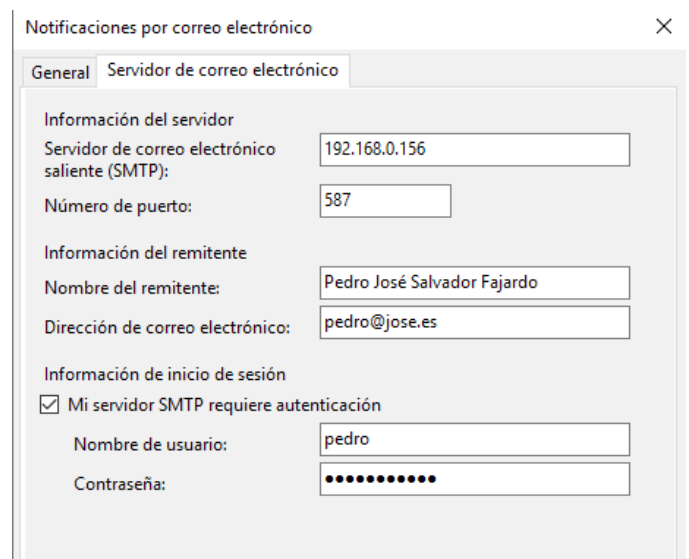 Notificaciones por correo electrónico
General
Servidor de correo electrónico
Información del servidor
Servidor de correo electrónico
saliente (SMTP):
192.168.0.156
Número de puerto:
587
Información del remitente
Nombre del remitente:
Pedro José Salvador Fajardo
Dirección de correo electrónico:
pedro@jose.es
Información de inicio de sesión
Mi servidor SMTP requiere autenticación
Nombre de usuario:
pedro
Contraseña:
●●●●●●●●●●●